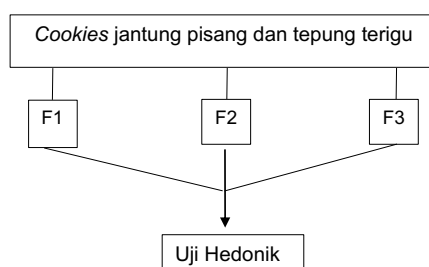 Cookies jantung pisang dan tepung terigu
F1
F2
F3
Uji Hedonik